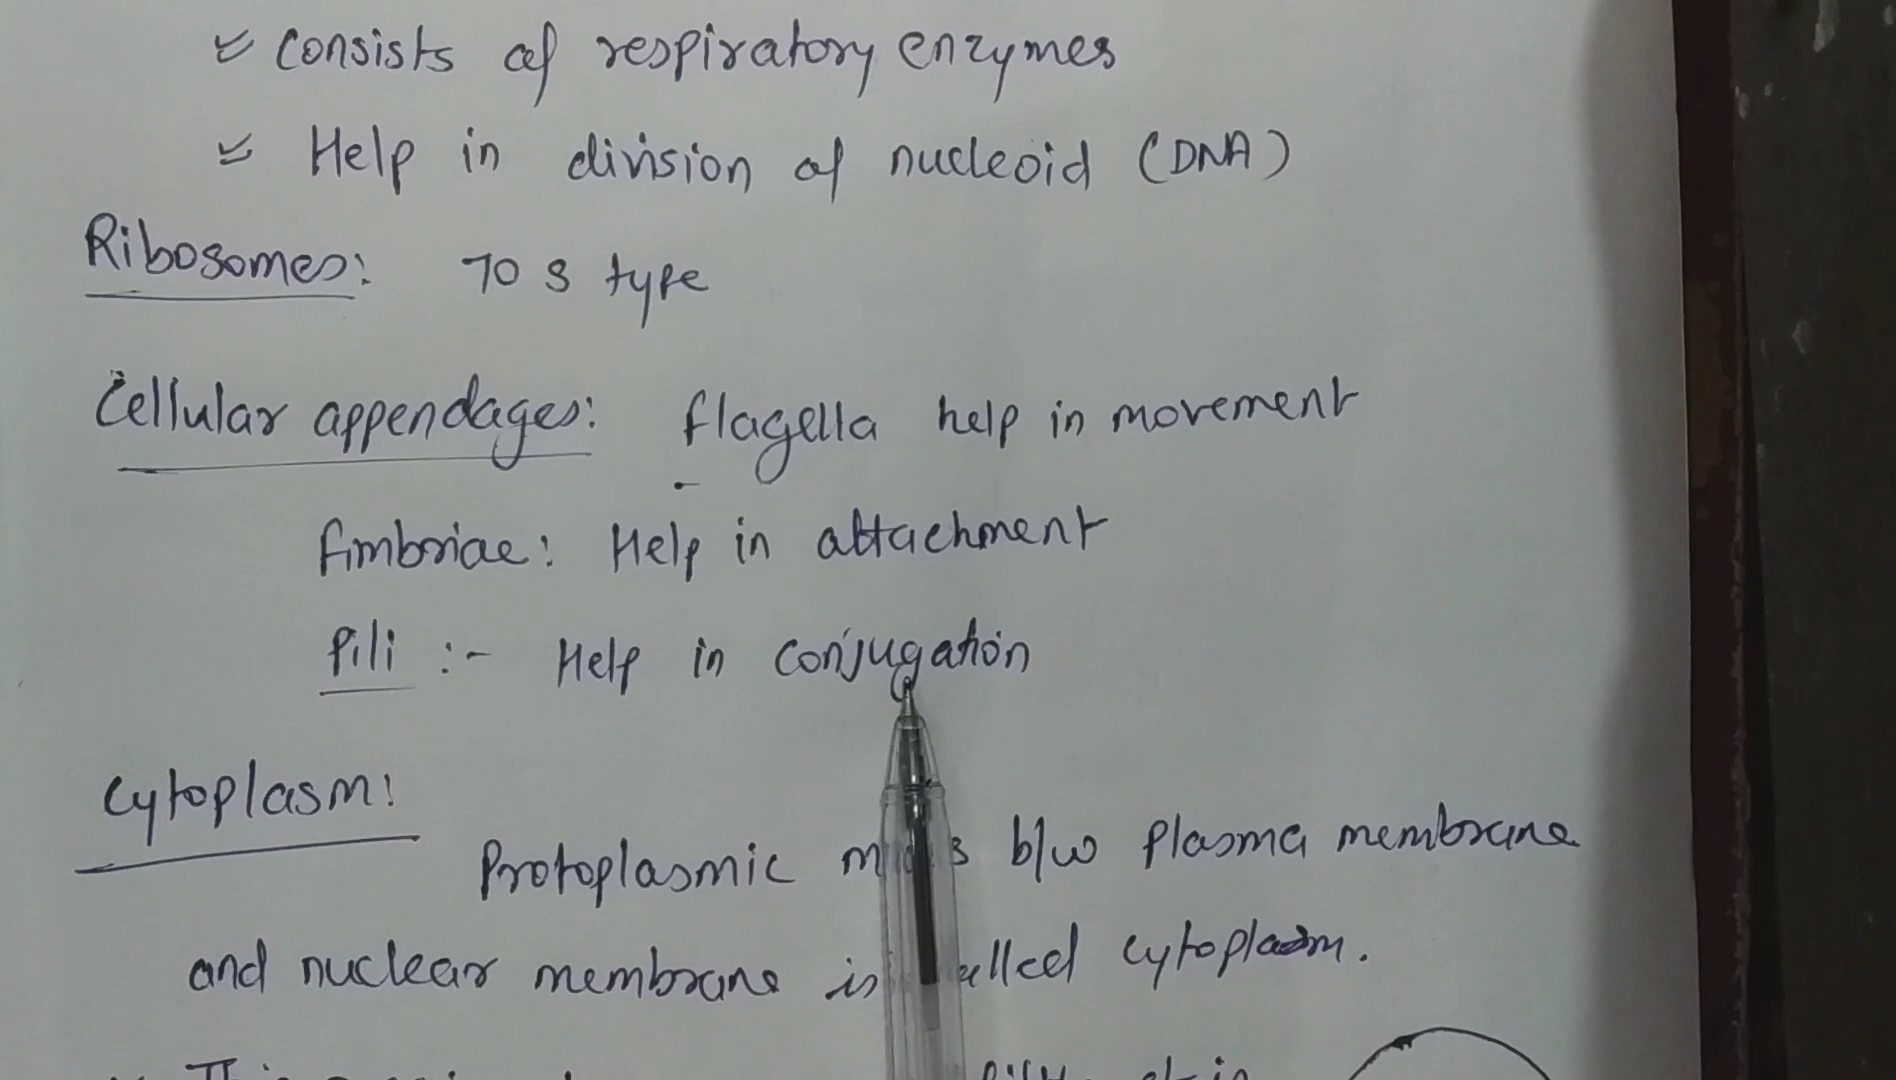 Consists of respiratory enzymes
Help in division of nucleoid (DNA)
Ribosomes: 70 S type
Cellular appendages: flagella help in movement
fimbriae: Help in attachment
Pili :- Help in conjugation
Cytoplasm:
Protoplasmic b/w plasma membrane
and nuclear membrane is cytoplasm.